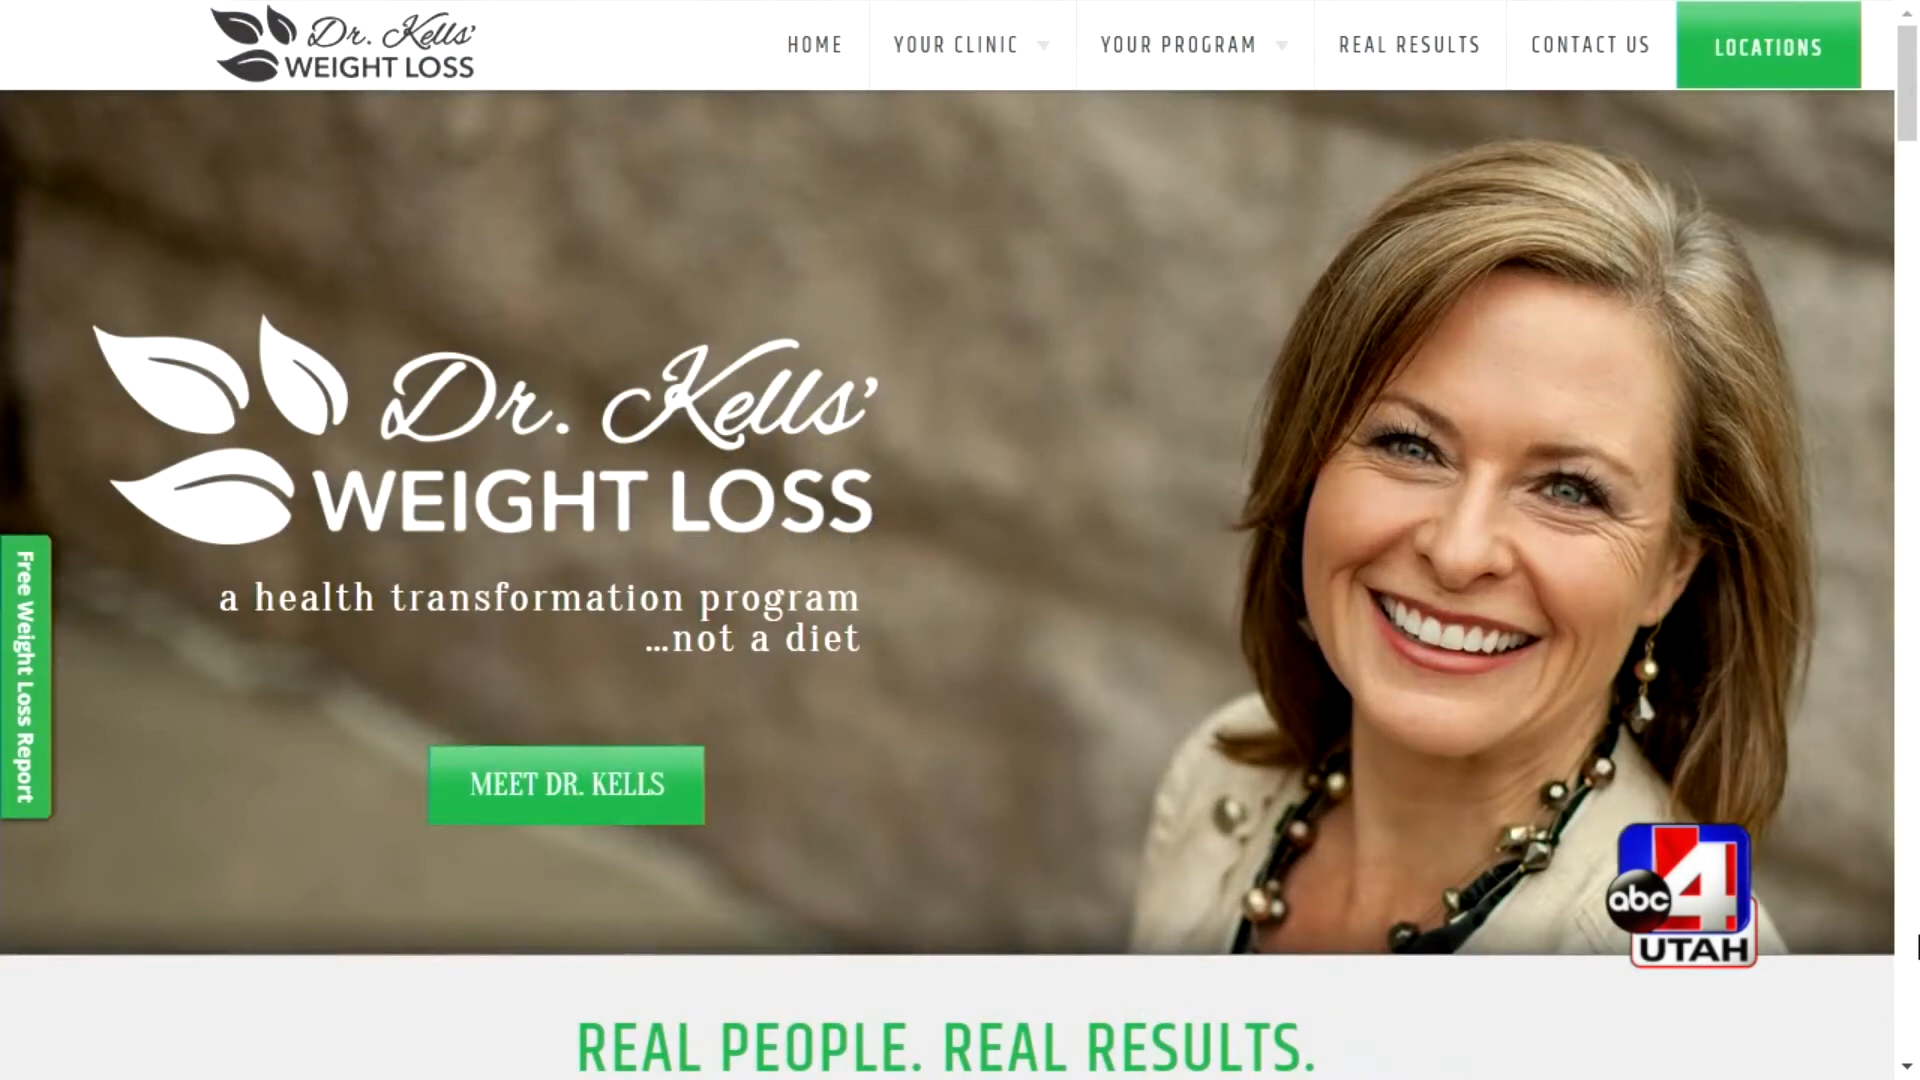 Dr. Kells'
WEIGHT LOSS
HOME
YOUR CLINIC
YOUR PROGRAM
REAL RESULTS
CONTACT US
LOCATIONS
Dr. Kells'
WEIGHT LOSS
a health transformation program
...not a diet
Free Weight Loss Report
MEET DR. KELLS
abc
4
UTAH
REAL PEOPLE. REAL RESULTS.